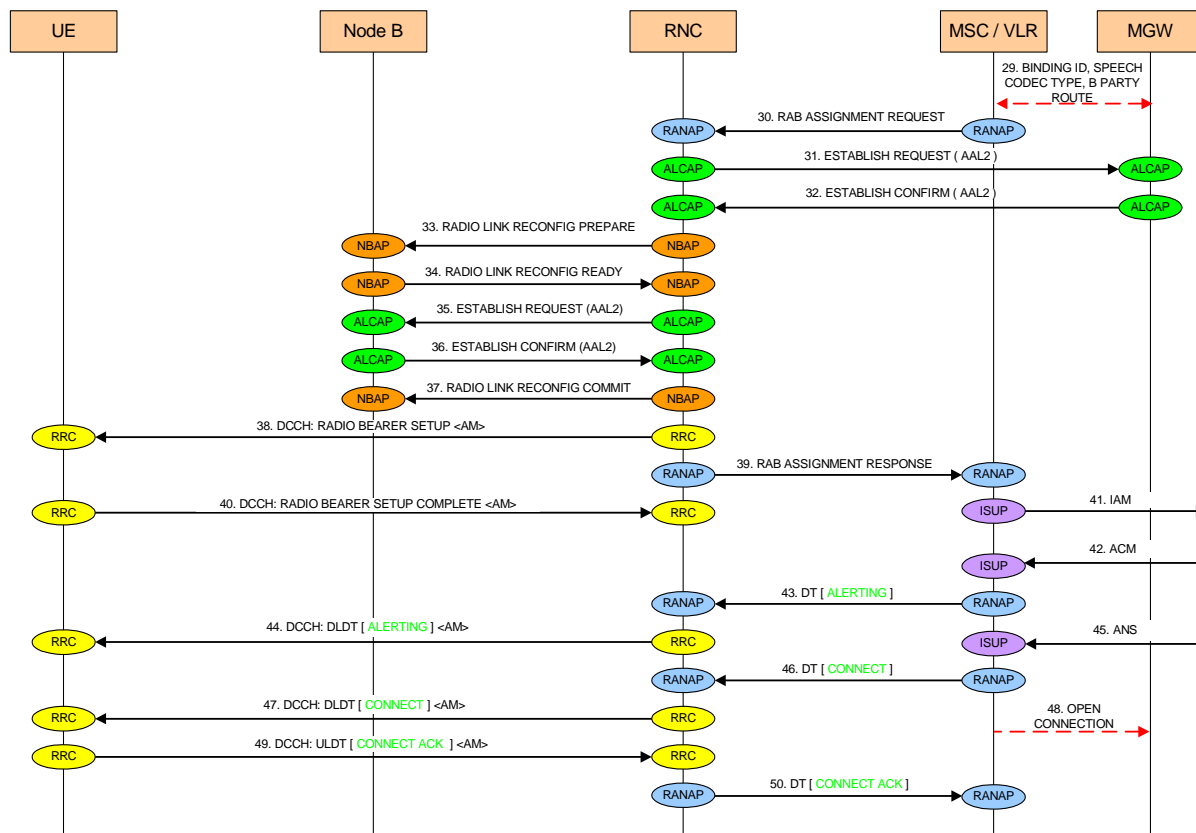 UE
Node B
RNC
MSC / VLR
MGW
29. BINDING ID, SPEECH
CODEC TYPE, B PARTY
ROUTE
30. RAB ASSIGNMENT REQUEST
RANAP
RANAP
31. ESTABLISH REQUEST ( AAL2 )
ALCAP
ALCAP
32. ESTABLISH CONFIRM ( AAL2 )
ALCAP
ALCAP
33. RADIO LINK RECONFIG PREPARE
NBAP
NBAP
34. RADIO LINK RECONFIG READY
NBAP
NBAP
35. ESTABLISH REQUEST (AAL2)
ALCAP
ALCAP
36. ESTABLISH CONFIRM (AAL2)
ALCAP
ALCAP
37. RADIO LINK RECONFIG COMMIT
NBAP
NBAP
38. DCCH: RADIO BEARER SETUP <AM>
RRC
RRC
39. RAB ASSIGNMENT RESPONSE
RANAP
RANAP
40. DCCH: RADIO BEARER SETUP COMPLETE <AM>
RRC
RRC
41. IAM
ISUP
42. ACM
ISUP
43. DT [ ALERTING ]
RANAP
RANAP
44. DCCH: DLDT [ ALERTING ] <AM>
RRC
RRC
45. ANS
ISUP
46. DT [ CONNECT ]
RANAP
RANAP
47. DCCH: DLDT [ CONNECT ] <AM>
RRC
RRC
48. OPEN
CONNECTION
49. DCCH: ULDT [ CONNECT ACK ] <AM>
RRC
RRC
50. DT [ CONNECT ACK ]
RANAP
RANAP